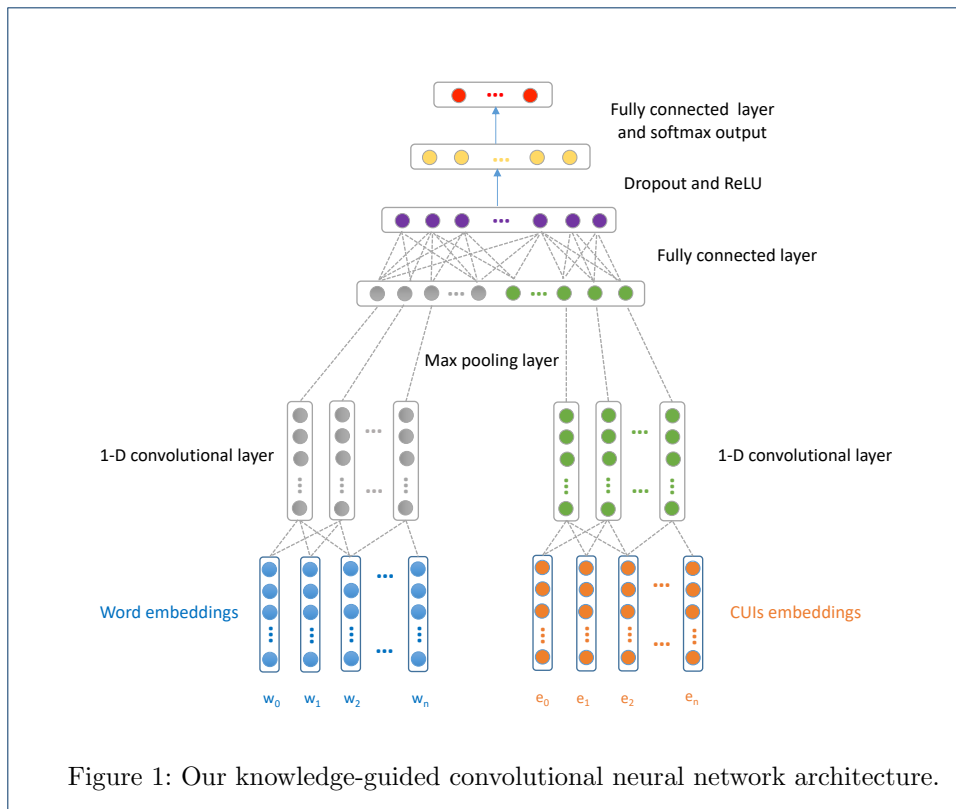 Fully connected layer
and softmax output
Dropout and ReLU
Fully connected layer
Max pooling layer
1-D convolutional layer
1-D convolutional layer
Word embeddings
CUIs embeddings
w0 w1 w2 wn
e0 e1 e2 en
Figure 1: Our knowledge-guided convolutional neural network architecture.